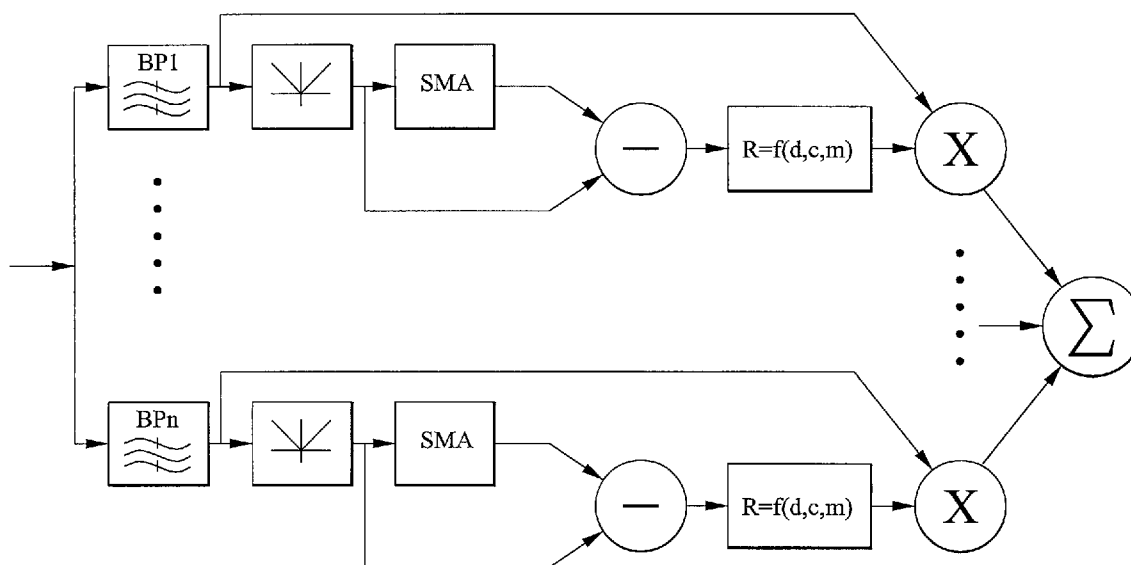 BP1
SMA
−
R=f(d,c,m)
X
Σ
BPn
SMA
−
R=f(d,c,m)
X